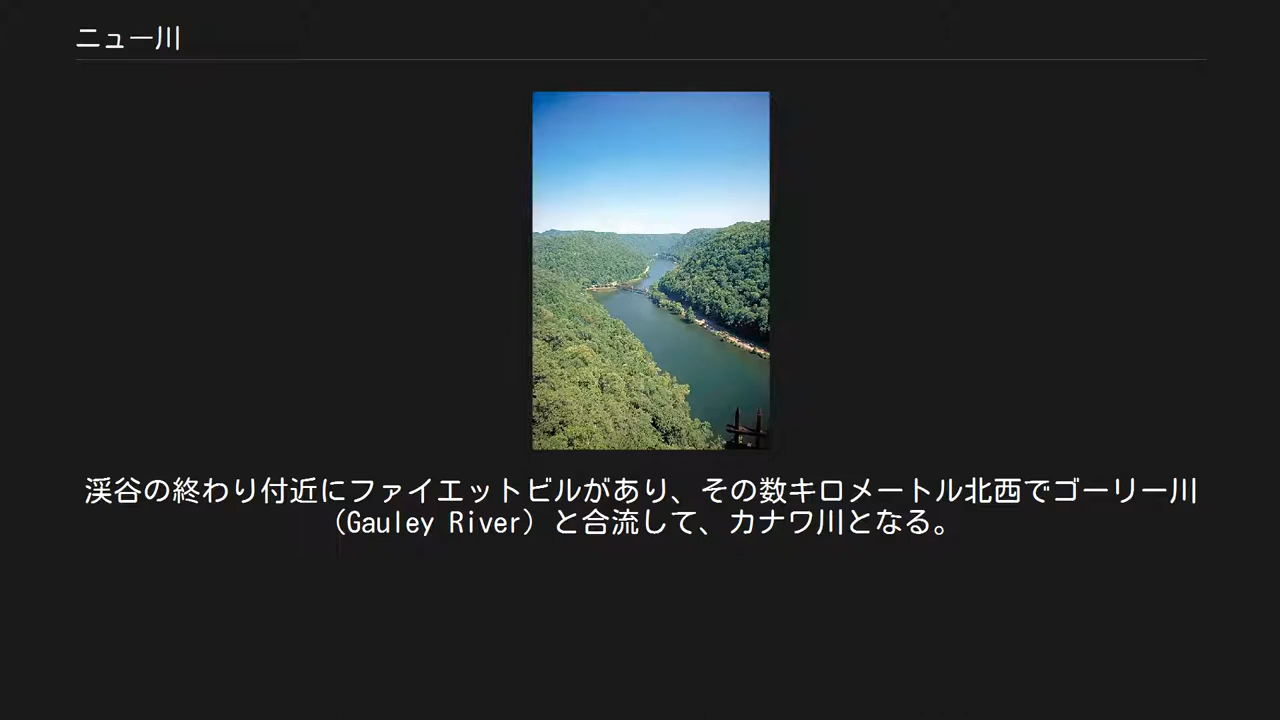 ニュー川
渓谷の終わり付近にファイエットビルがあり、その数キロメートル北西でゴーリー川
（Gauley River）と合流して、カナワ川となる。